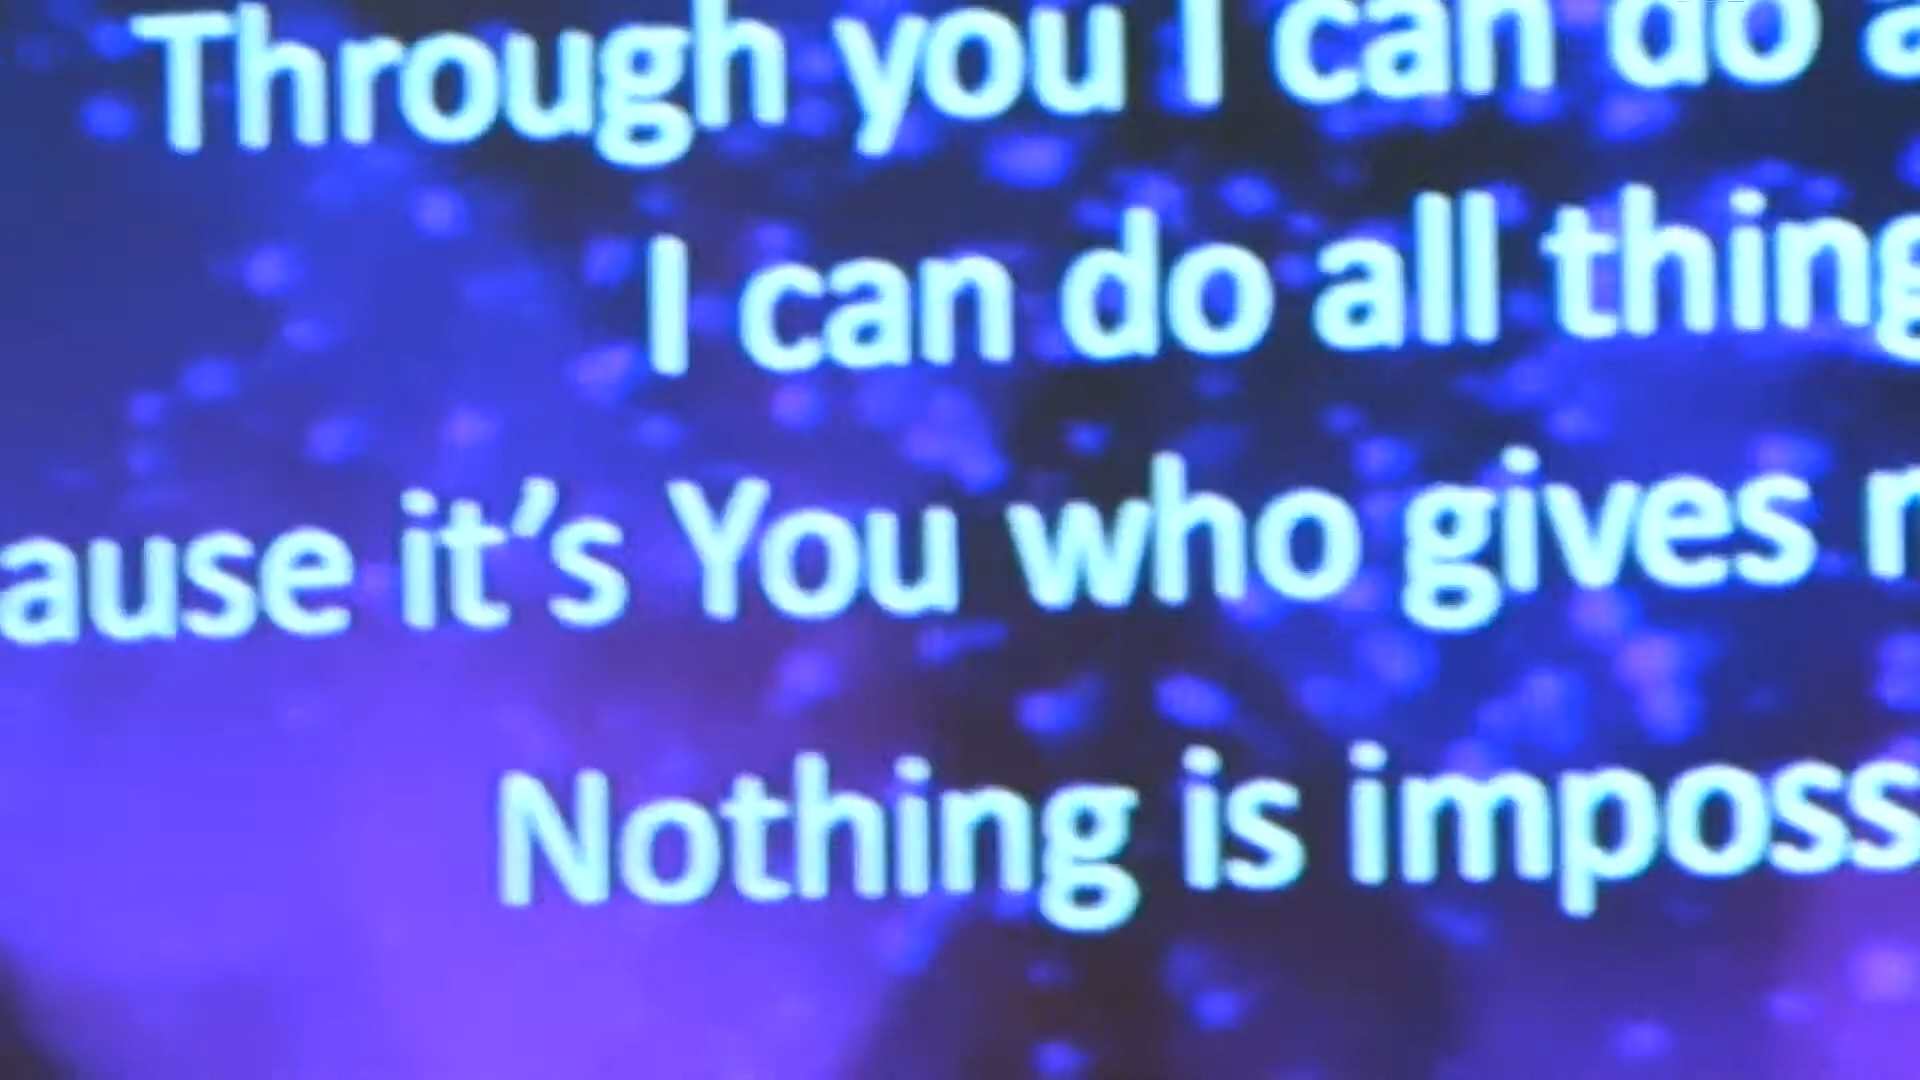 Through you I can do a
I can do all thing
ause it's You who gives
Nothing is imposs